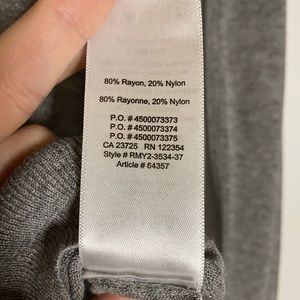 80% Rayon, 20% Nylon
80% Rayonne, 20% Nylon
P.O. # 4500073373
P.O. # 4500073374
P.O. # 4500073375
CA 23725 RN 122354
Style # RMY2-3534-37
Article # 64357